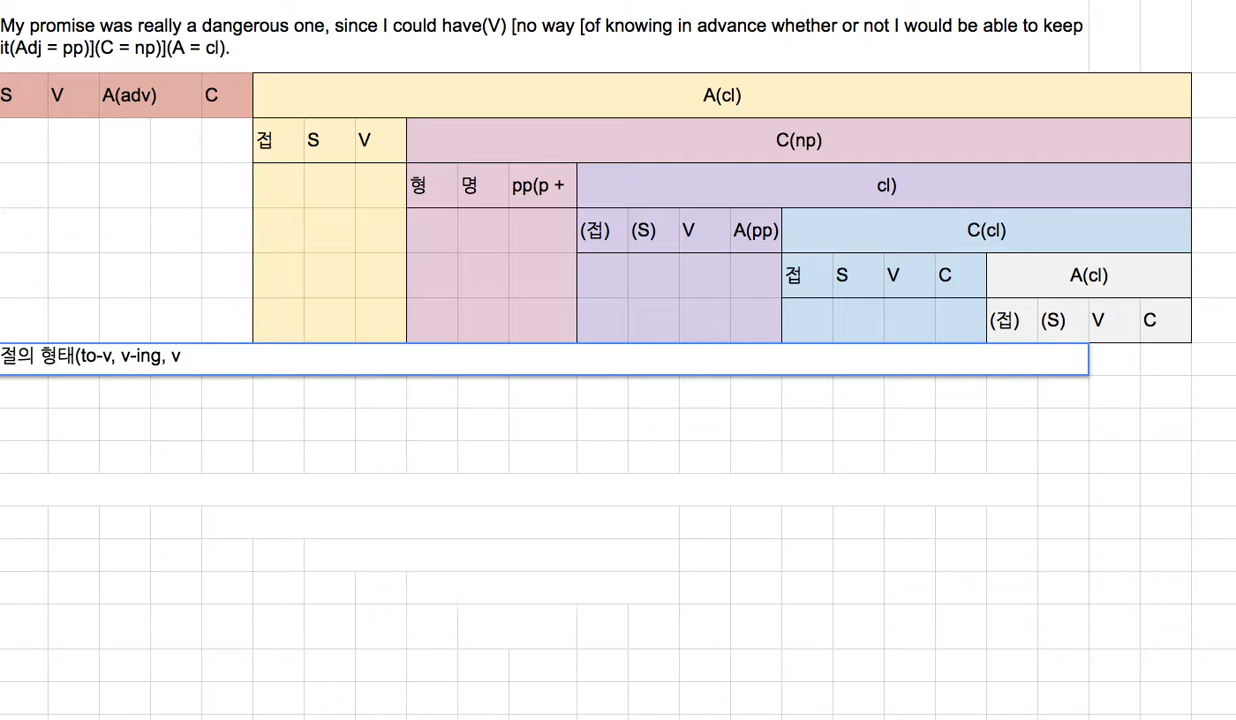 My promise was really a dangerous one, since I could have(V) [no way [of knowing in advance whether or not I would be able to keep
it(Adj = pp)](C = np)](A = cl).
S V A(adv) C A(cl)
접 S V C(np)
형 명 pp(p + cl)
(접) (S) V A(pp) C(cl)
접 S V C A(cl)
(접) (S) V C
절의 형태(to-v, v-ing, v